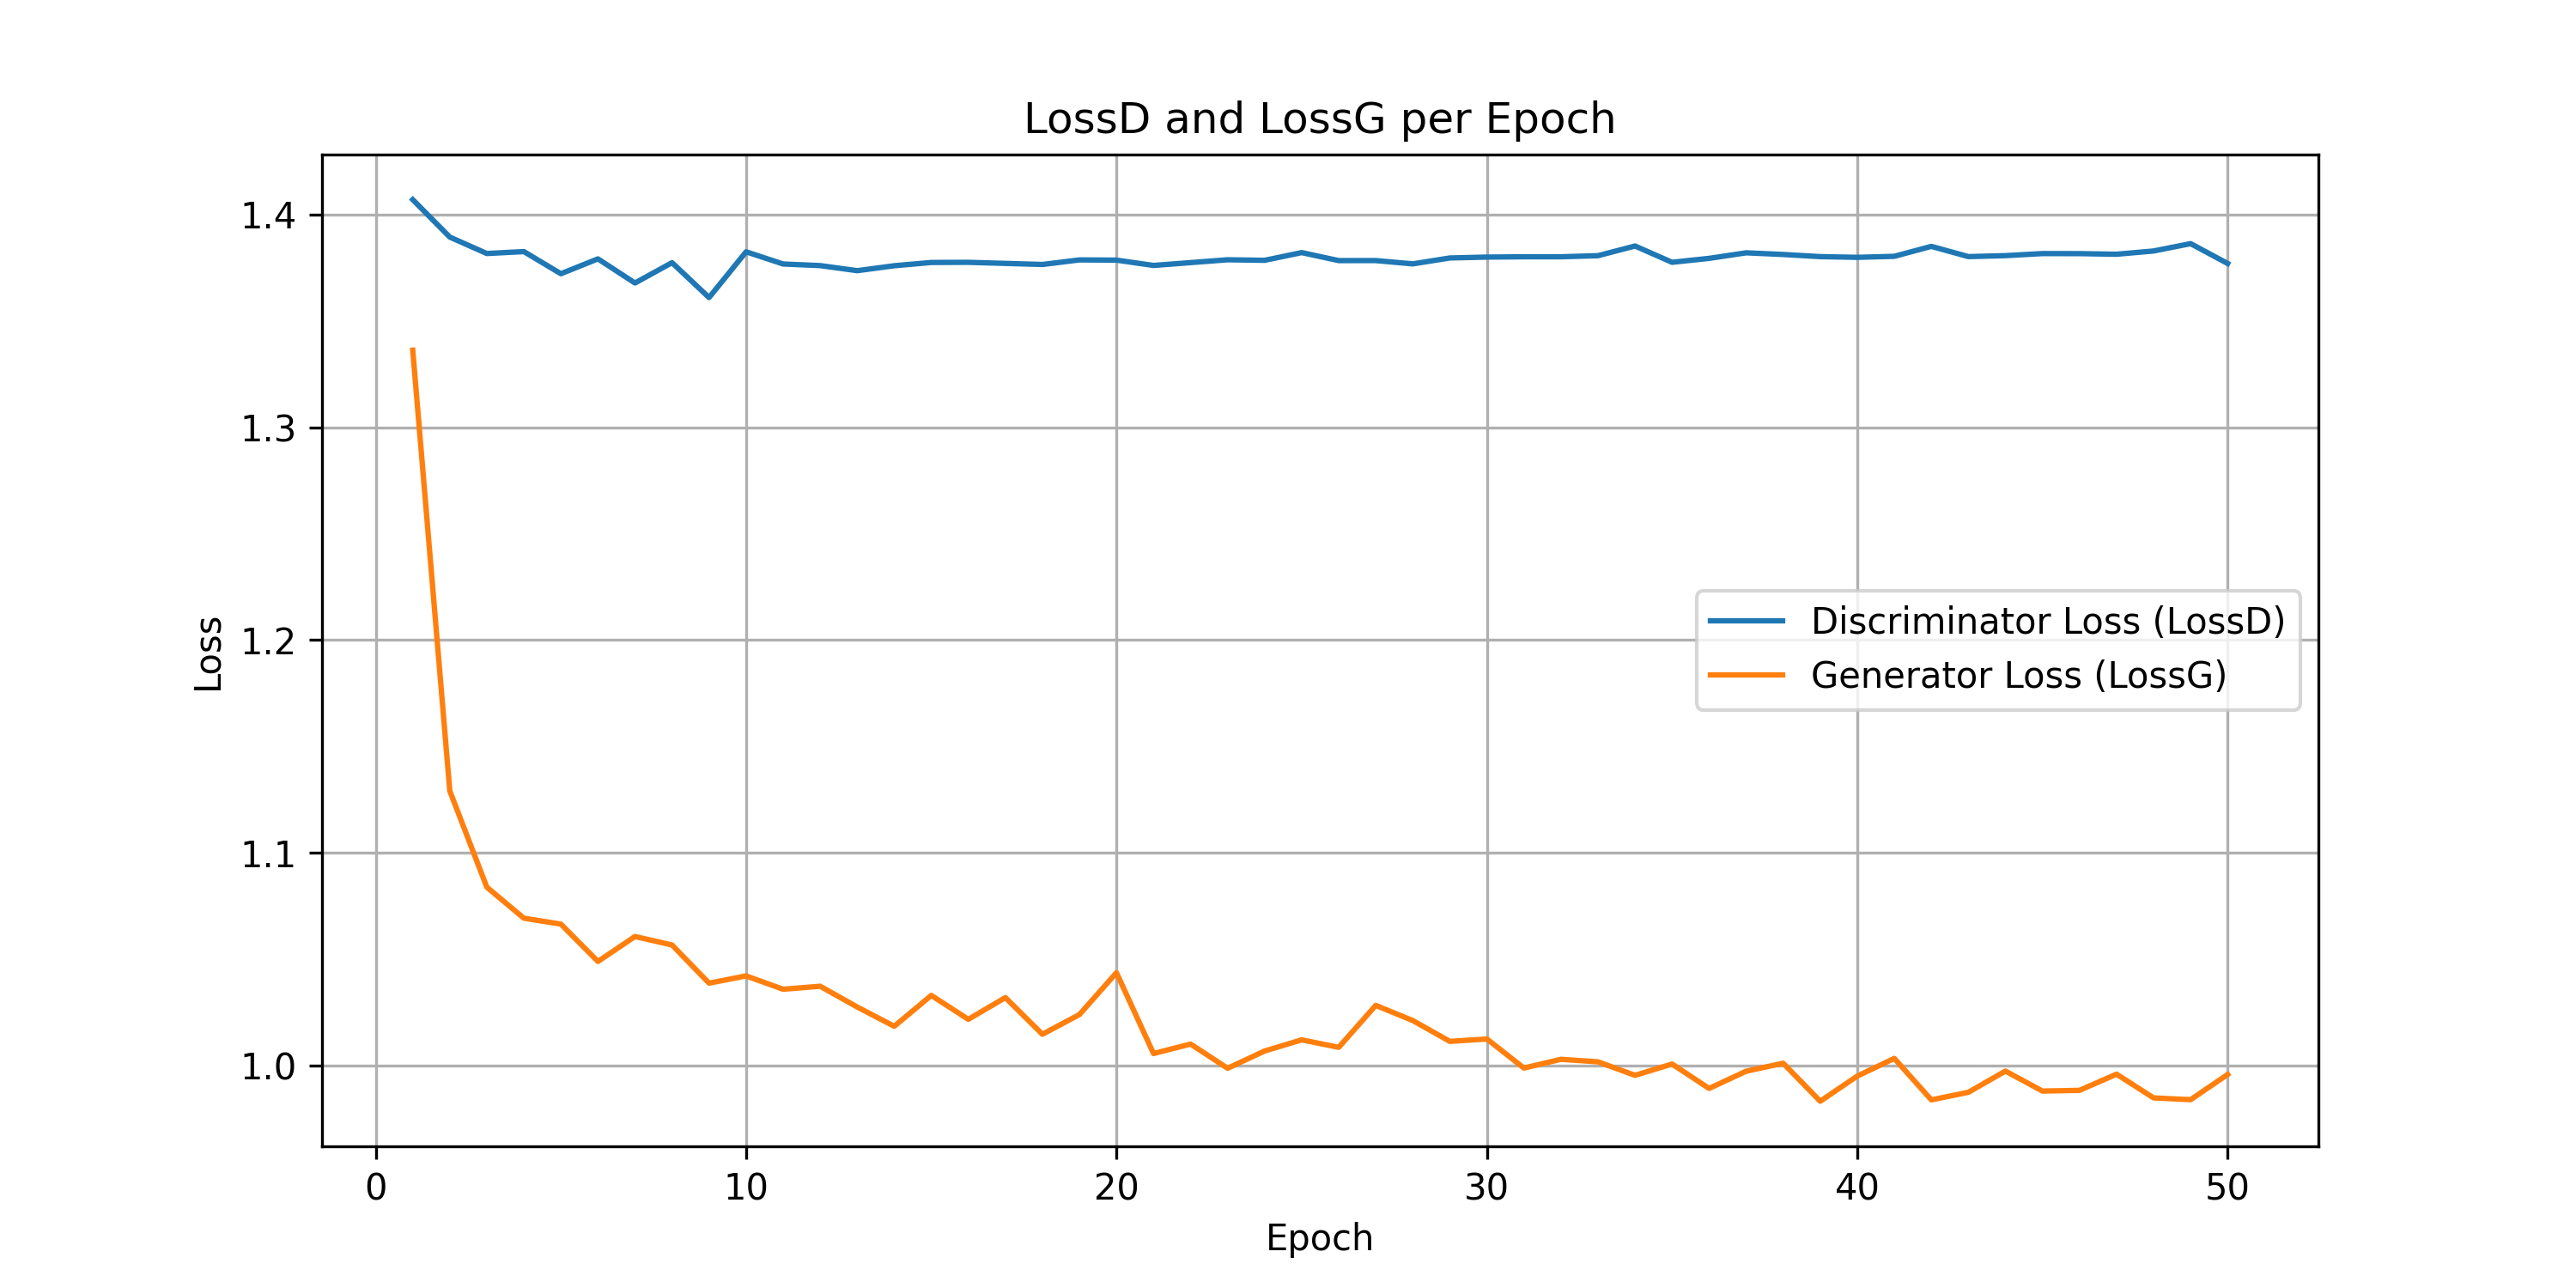 LossD and LossG per Epoch
1.4
1.3
1.2
1.1
1.0
Loss
Discriminator Loss (LossD)
Generator Loss (LossG)
0 10 20 30 40 50
Epoch